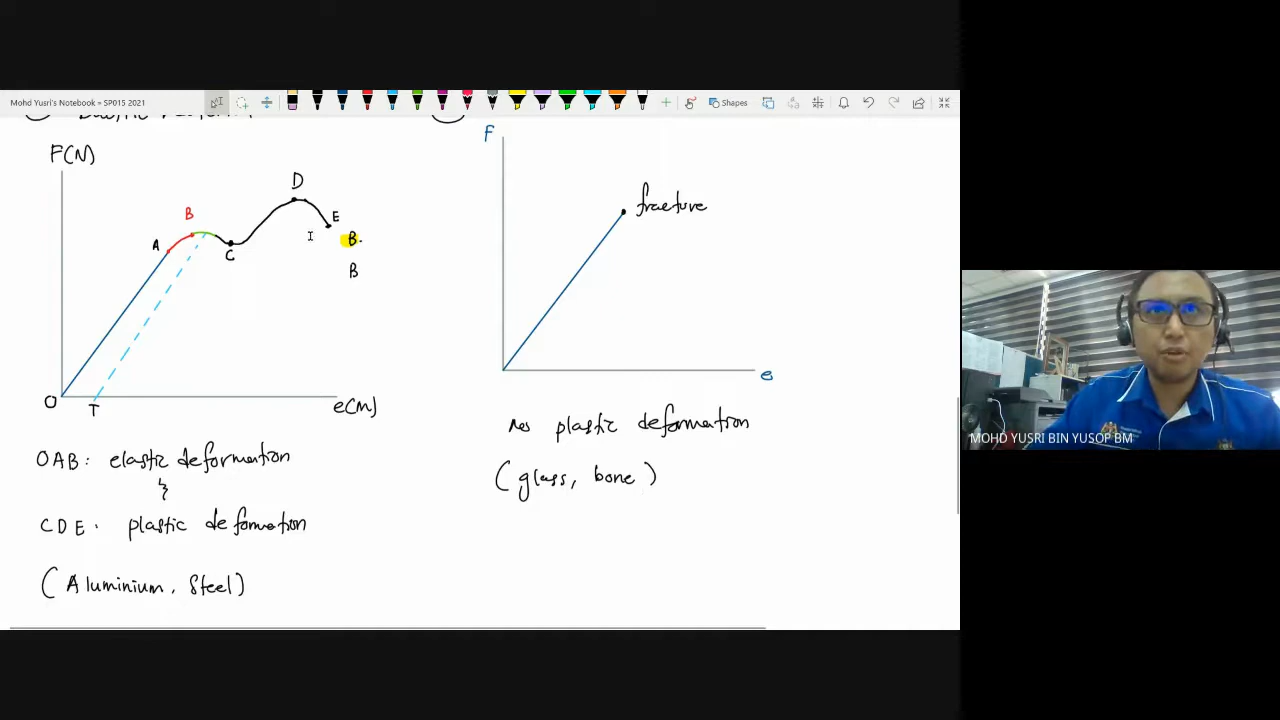 Mohd Yusri's Notebook » SP015 2021
Shapes
F(N)
D
B
E
A
B.
C
B
O
T
e(m)
OAB: elastic deformation
CDE: plastic deformation
(Aluminium, Steel)
F
fracture
e
no plastic deformation
(glass, bone)
MOHD YUSRI BIN YUSOP BM